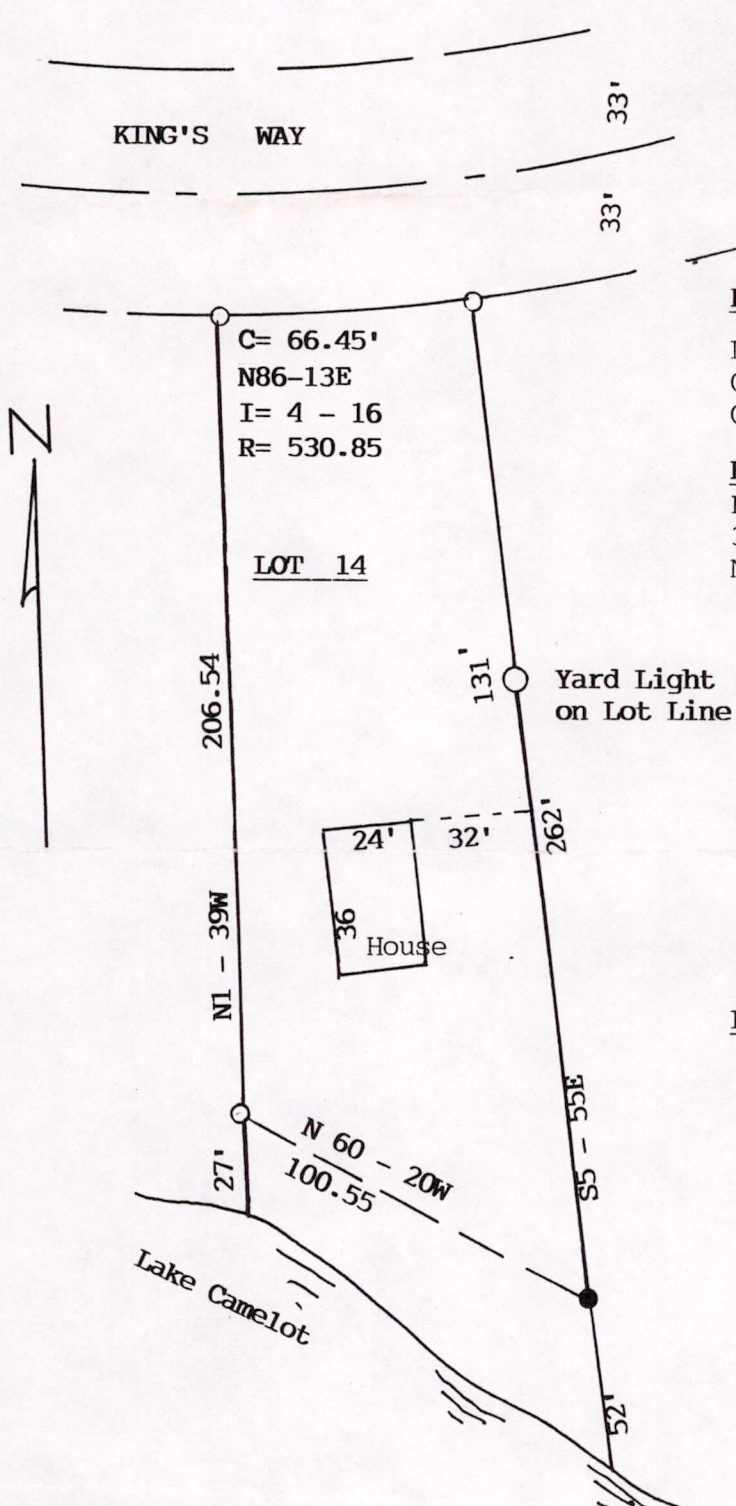 33'
KING'S WAY
33'
C= 66.45'
N86-13E
I= 4 - 16
R= 530.85
N
LOT 14
206.54
131'
Yard Light
on Lot Line
24'
32'
262'
36
House
N1 - 39W
S5 - 55E
27'
N 60 - 20W
100.55
Lake Camelot
52'